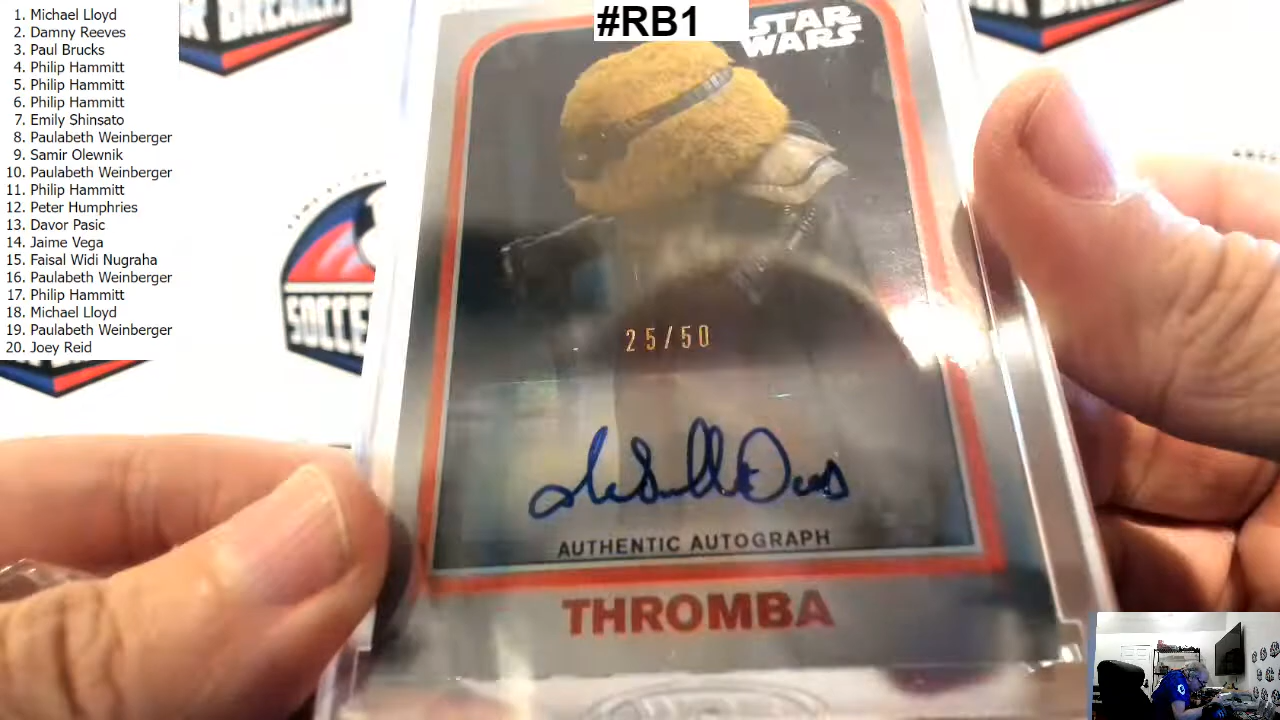 1. Michael Lloyd
2. Damny Reeves
3. Paul Brucks
4. Philip Hammitt
5. Philip Hammitt
6. Philip Hammitt
7. Emily Shinsato
8. Paulabeth Weinberger
9. Samir Olewnik
10. Paulabeth Weinberger
11. Philip Hammitt
12. Peter Humphries
13. Davor Pasic
14. Jaime Vega
15. Faisal Widi Nugraha
16. Paulabeth Weinberger
17. Philip Hammitt
18. Michael Lloyd
19. Paulabeth Weinberger
20. Joey Reid
#RB1
STAR
WARS
25/50
AUTHENTIC AUTOGRAPH
THROMBA